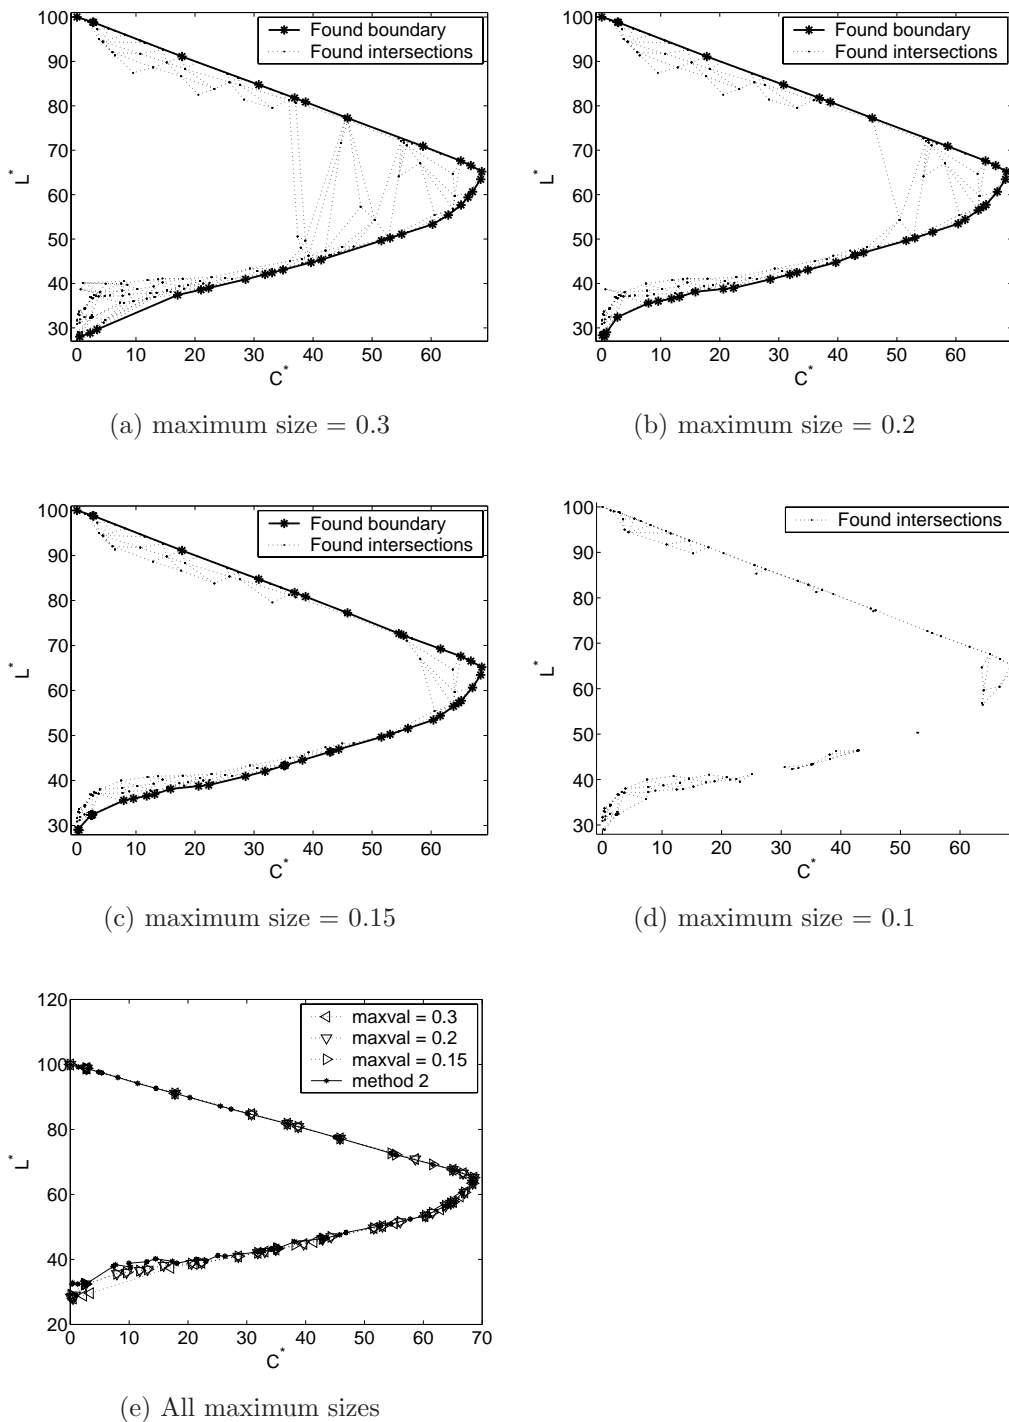 100
90
80
70
60
50
40
30
L*
0 10 20 30 40 50 60
C*
Found boundary
Found intersections
(a) maximum size = 0.3
100
90
80
70
60
50
40
30
L*
0 10 20 30 40 50 60
C*
Found boundary
Found intersections
(b) maximum size = 0.2
100
90
80
70
60
50
40
30
L*
0 10 20 30 40 50 60
C*
Found boundary
Found intersections
(c) maximum size = 0.15
100
90
80
70
60
50
40
30
L*
0 10 20 30 40 50 60
C*
Found intersections
(d) maximum size = 0.1
120
100
80
60
40
20
L*
0 10 20 30 40 50 60 70
C*
maxval = 0.3
maxval = 0.2
maxval = 0.15
method 2
(e) All maximum sizes